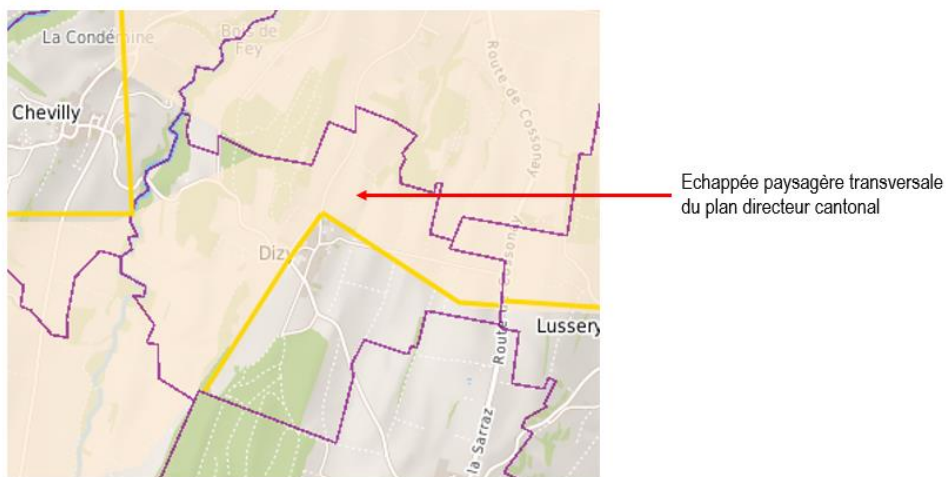 La Condémine
Bois de
Fey
Route de Cossonay
Chevilly
Echappée paysagère transversale
du plan directeur cantonal
Dizy
Lussery
Route de Cossonay
la Sarraz